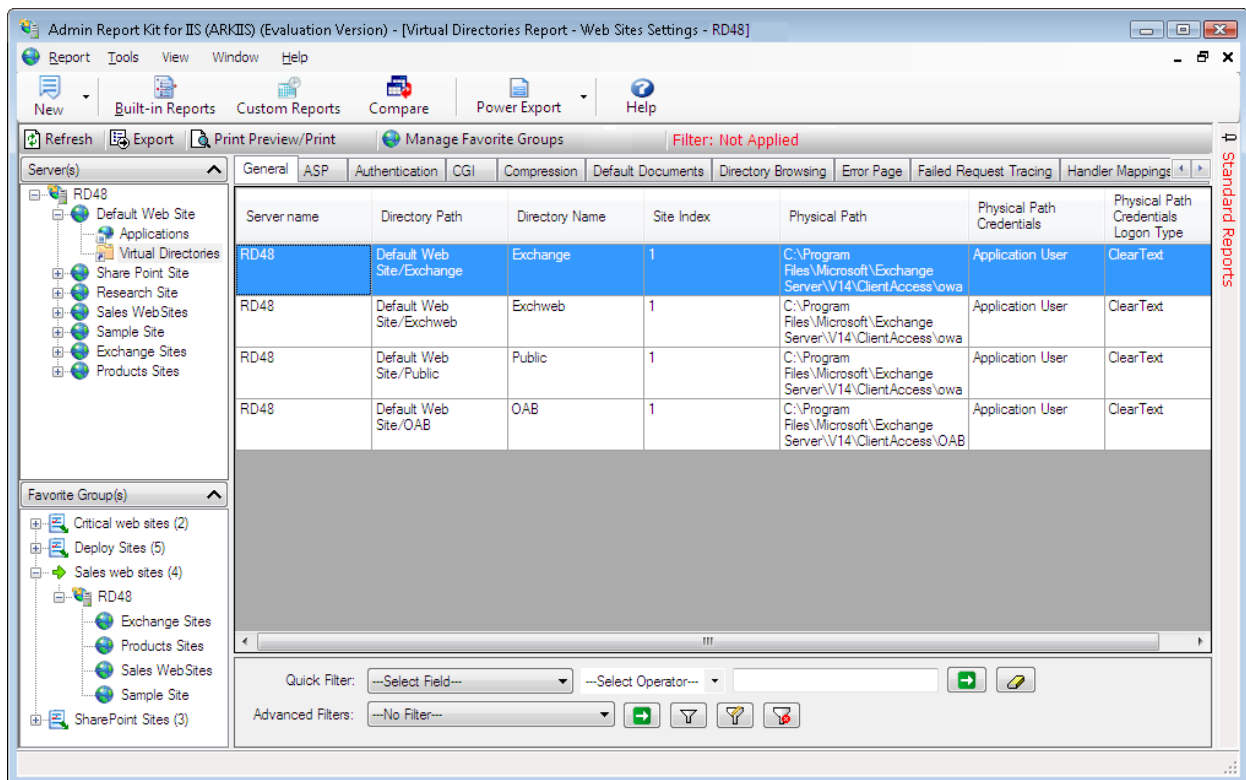 Admin Report Kit for IIS (ARKIIS) (Evaluation Version) - [Virtual Directories Report - Web Sites Settings - RD48]
Report Tools View Window Help
New Built-in Reports Custom Reports Compare Power Export Help
Refresh Export Print Preview/Print Manage Favorite Groups Filter: Not Applied
Standard Reports
Server(s)
RD48
Default Web Site
Applications
Virtual Directories
Share Point Site
Research Site
Sales WebSites
Sample Site
Exchange Sites
Products Sites
Favorite Group(s)
Critical web sites (2)
Deploy Sites (5)
Sales web sites (4)
RD48
Exchange Sites
Products Sites
Sales WebSites
Sample Site
SharePoint Sites (3)
General ASP Authentication CGI Compression Default Documents Directory Browsing Error Page Failed Request Tracing Handler Mappings
Server name Directory Path Directory Name Site Index Physical Path Physical Path Credentials Physical Path Credentials Logon Type
RD48 Default Web Exchange 1 C:\Program Application User ClearText
Site/Exchange Files\Microsoft\Exchange
Server\V14\ClientAccess\owa
RD48 Default Web Exchweb 1 C:\Program Application User ClearText
Site/Exchweb Files\Microsoft\Exchange
Server\V14\ClientAccess\owa
RD48 Default Web Public 1 C:\Program Application User ClearText
Site/Public Files\Microsoft\Exchange
Server\V14\ClientAccess\owa
RD48 Default Web OAB 1 C:\Program Application User ClearText
Site/OAB Files\Microsoft\Exchange
Server\V14\ClientAccess\OAB
Quick Filter: ---Select Field--- ---Select Operator---
Advanced Filters: ---No Filter---